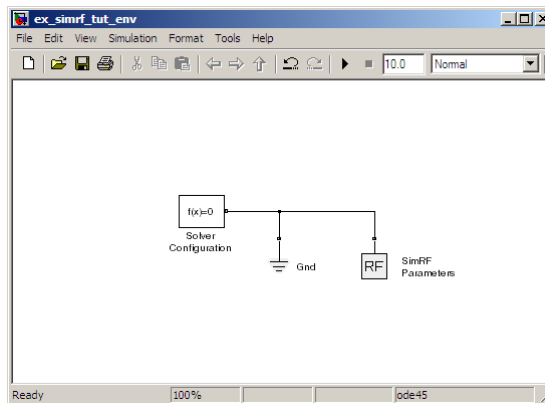 ex_simrf_tut_env
File Edit View Simulation Format Tools Help
10.0 Normal
f(x)=0
Solver
Configuration
Gnd
RF
SimRF
Parameters
Ready 100% ode45